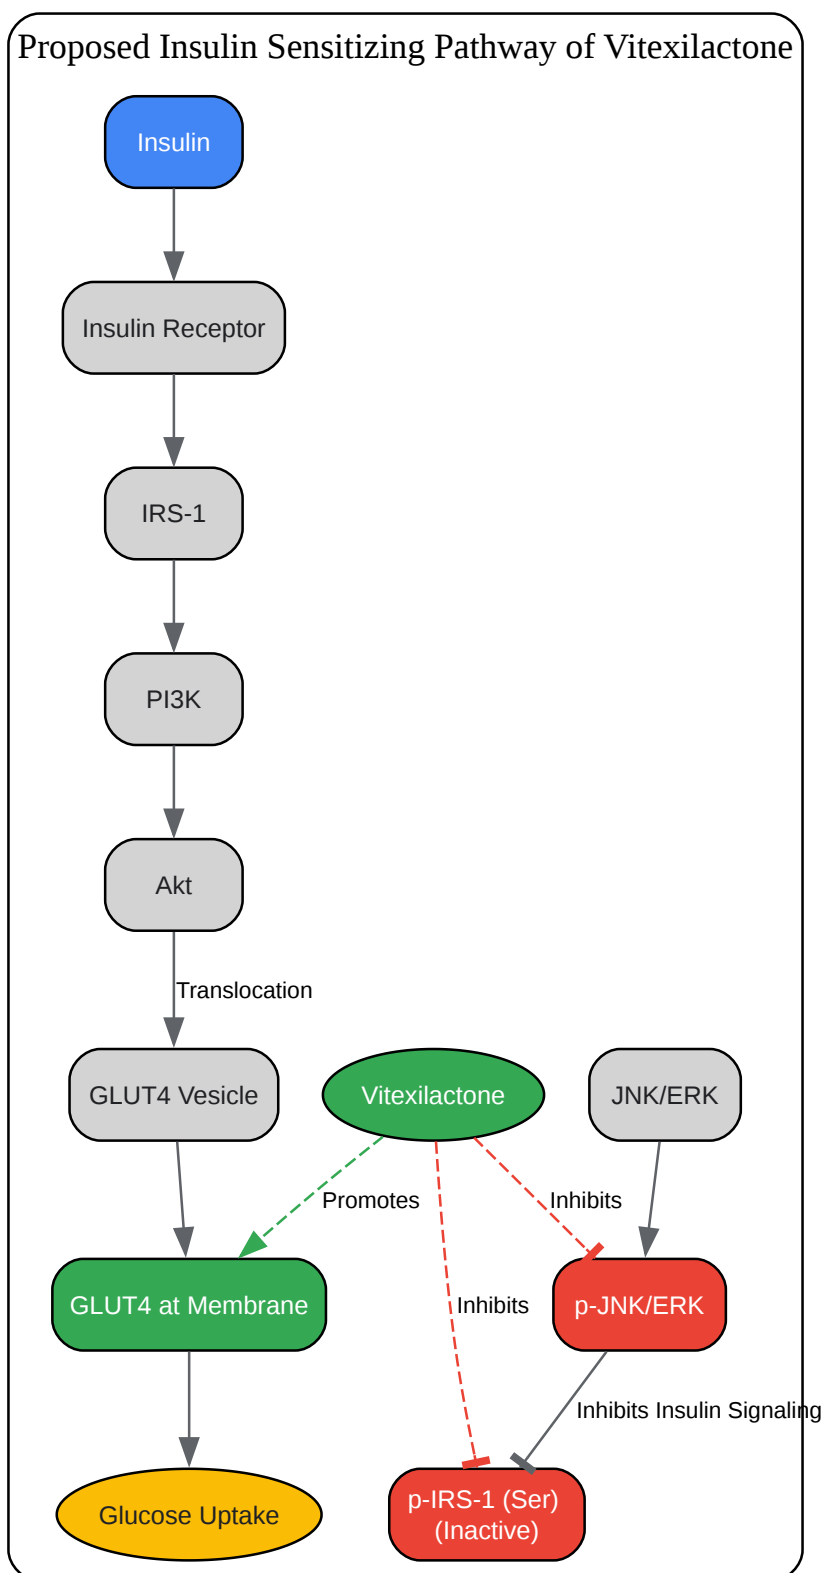 Proposed Insulin Sensitizing Pathway of Vitexilactone
Insulin
Insulin Receptor
IRS-1
PI3K
Akt
Translocation
GLUT4 Vesicle
Vitexilactone
JNK/ERK
Promotes
Inhibits
GLUT4 at Membrane
Inhibits
p-JNK/ERK
Inhibits Insulin Signaling
Glucose Uptake
p-IRS-1 (Ser)
(Inactive)